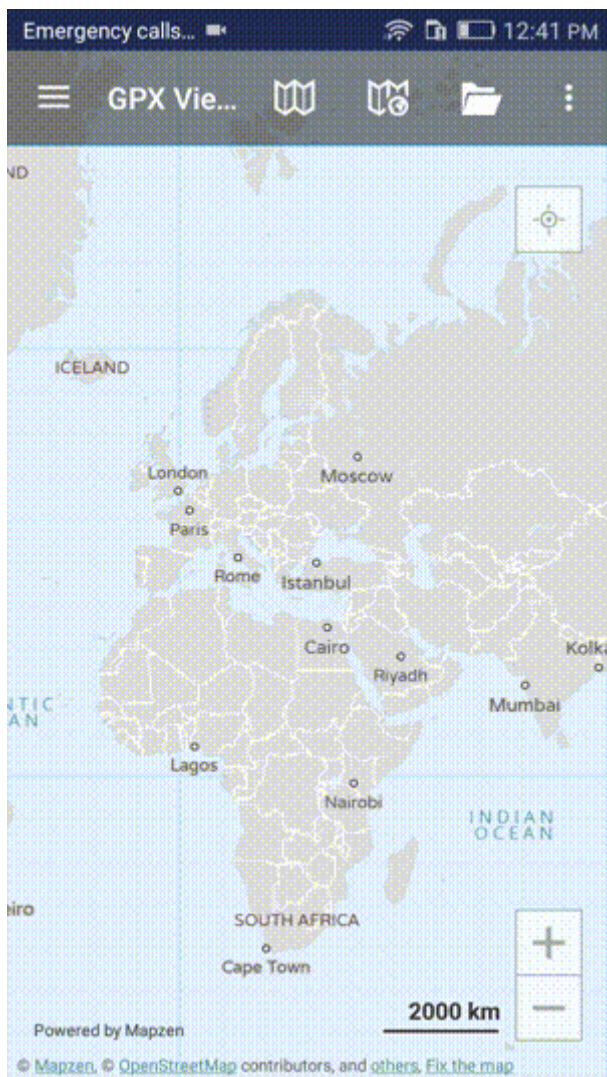 Emergency calls... 12:41 PM
GPX Vie...
ND
ICELAND
London
Moscow
Paris
Rome
Istanbul
Cairo
Kolka
Riyadh
NTIC
AN
Mumbai
Lagos
Nairobi
INDIAN
OCEAN
eiro
SOUTH AFRICA
Cape Town
2000 km
Powered by Mapzen
© Mapzen, © OpenStreetMap contributors, and others, Fix the map